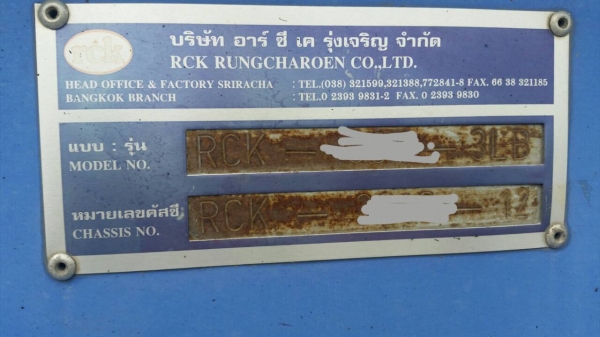 บริษัท อาร์ ซี เค รุ่งเจริญ จำกัด
RCK RUNGCHAROEN CO.,LTD.
HEAD OFFICE & FACTORY SRIRACHA : TEL.(038) 321599,321388,772841-8 FAX. 66 38 321185
BANGKOK BRANCH : TEL.0 2393 9831-2 FAX. 0 2393 9830
แบบ : รุ่น
MODEL NO.
RCK - - 3LB
หมายเลขคัสซี
CHASSIS NO.
RCK - - 12